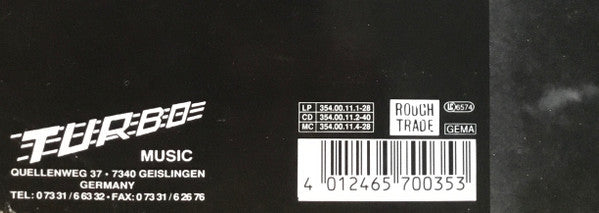 TURBO
MUSIC
QUELLENWEG 37 · 7340 GEISLINGEN
GERMANY
TEL: 0 73 31 / 6 63 32 · FAX: 0 73 31 / 6 26 76
LP 354.00.11.1-28
CD 354.00.11.2-40
MC 354.00.11.4-28
ROUGH
TRADE
LC 6574
GEMA
4 012465 700353